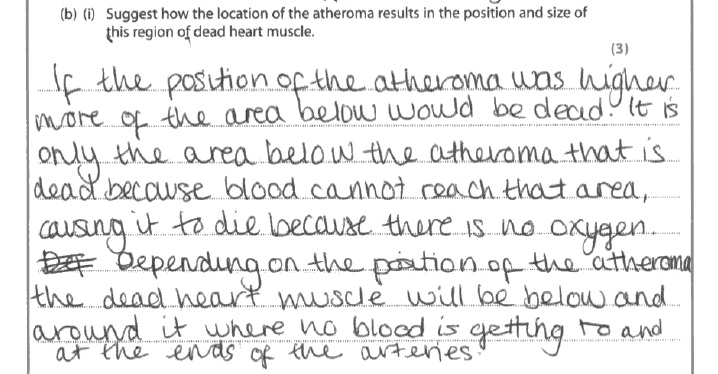 (b) (i) Suggest how the location of the atheroma results in the position and size of
this region of dead heart muscle.
(3)
If the position of the atheroma was higher
more of the area below would be dead. It is
only the area below the atheroma that is
dead because blood cannot reach that area,
causing it to die because there is no oxygen.
Depending on the position of the atheroma
the dead heart muscle will be below and
around it where no blood is getting to and
at the ends of the arteries.